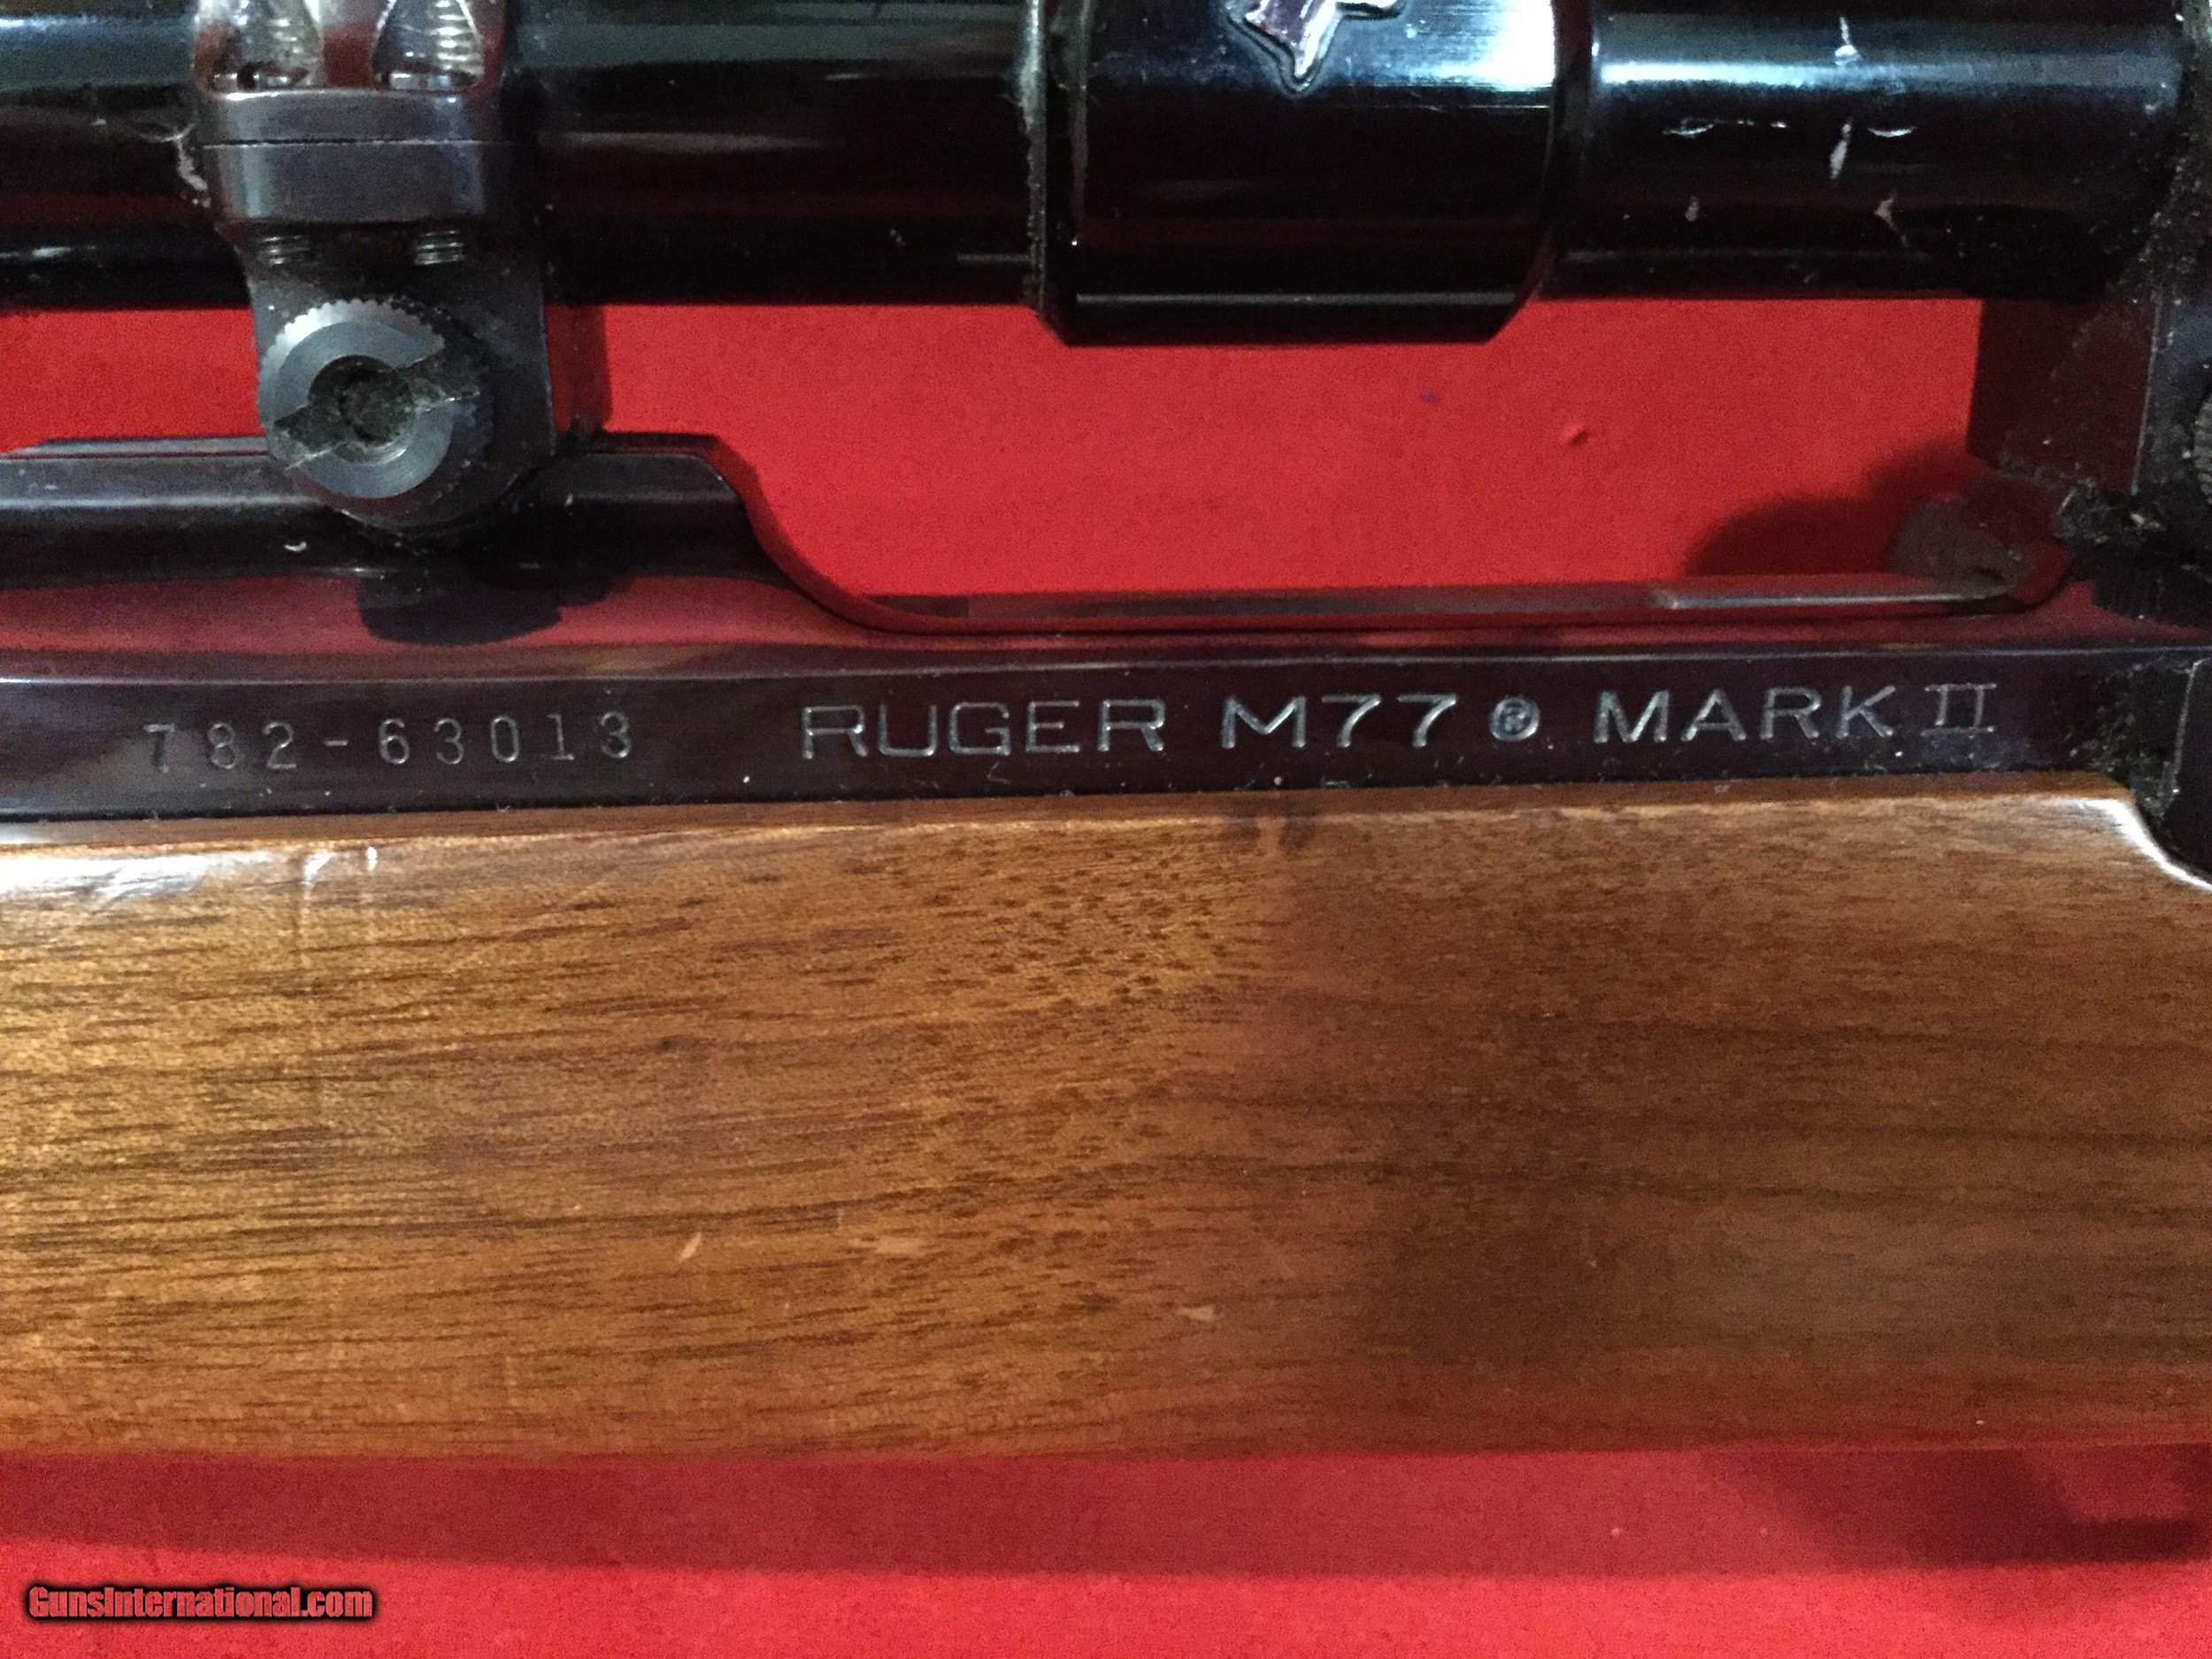 782-63013 RUGER M77® MARK II
GunsInternational.com